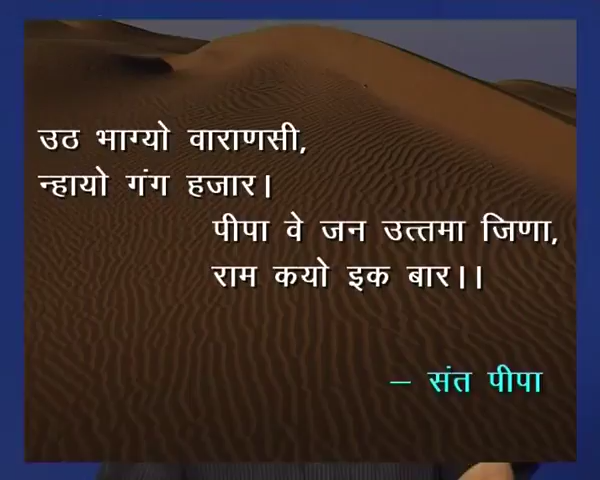 उठ भाग्यो वाराणसी,
न्हायो गंग हजार।
पीपा वे जन उत्तमा जिणा,
राम कयो इक बार।।
– संत पीपा